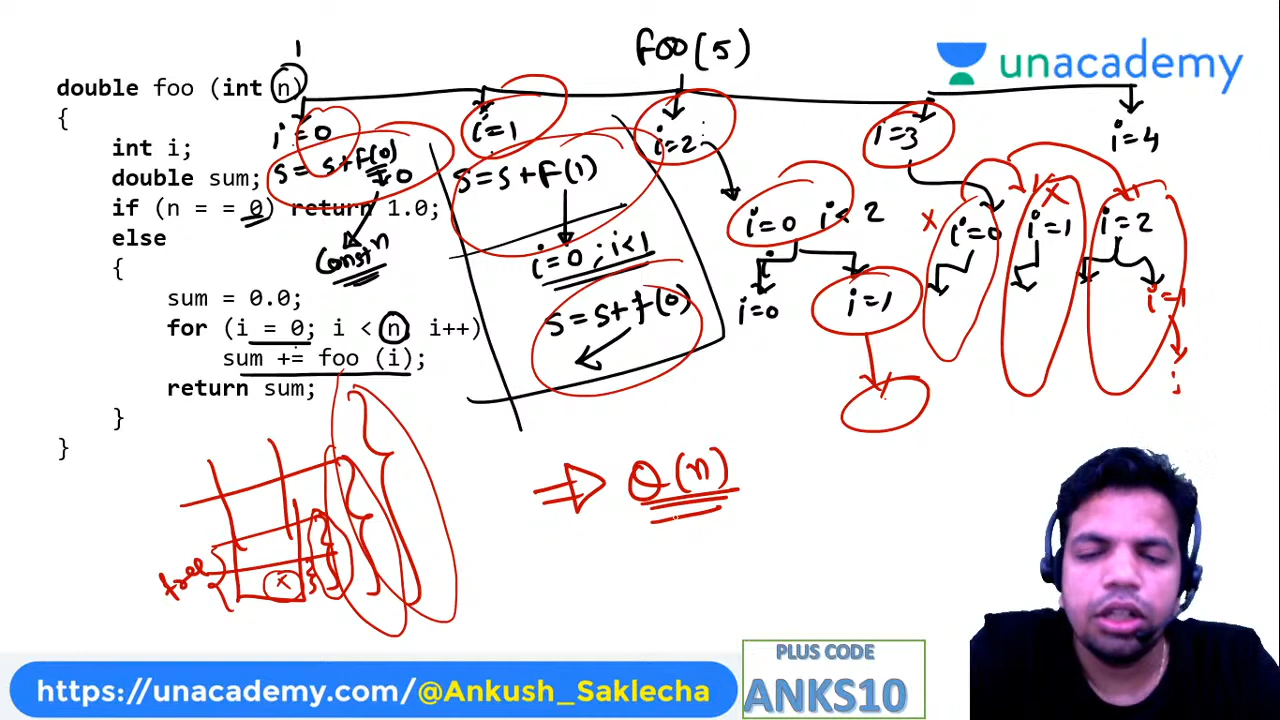 1
foo(5)
unacademy
double foo (int n)
{
i=0
i=1
i=2
i=3
i=4
int i;
s= s+f(0)
s=s+f(1)
double sum;
if (n = = 0) return 1.0;
i=0 i<2
i=0
i=1
i=2
else
const n
i=0 ; i<1
{
i=0
i=1
i=1
sum = 0.0;
s=s+f(0)
for (i = 0; i < n; i++)
sum += foo (i);
return sum;
}
}
⇒ O(n)
free
x
https://unacademy.com/@Ankush_Saklecha
PLUS CODE
ANKS10